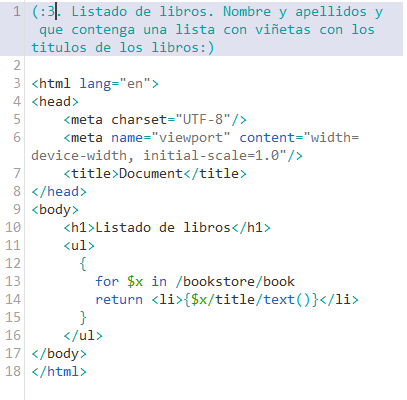 1 (:3. Listado de libros. Nombre y apellidos y
que contenga una lista con viñetas con los
titulos de los libros:)
2
3 <html lang="en">
4 <head>
5     <meta charset="UTF-8"/>
6     <meta name="viewport" content="width=
device-width, initial-scale=1.0"/>
7     <title>Document</title>
8 </head>
9 <body>
10     <h1>Listado de libros</h1>
11     <ul>
12       {
13         for $x in /bookstore/book
14         return <li>{$x/title/text()}</li>
15       }
16     </ul>
17 </body>
18 </html>